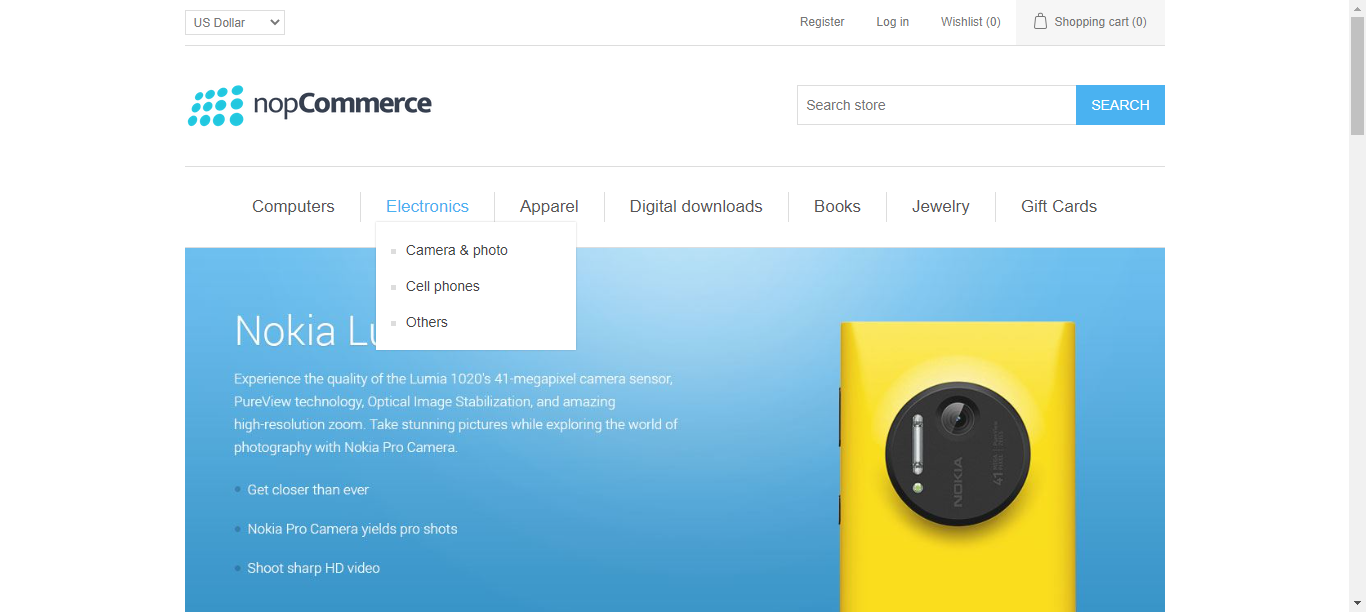 US Dollar
Register
Log in
Wishlist (0)
Shopping cart (0)
nopCommerce
Search store
SEARCH
Computers
Electronics
Apparel
Digital downloads
Books
Jewelry
Gift Cards
Camera & photo
Cell phones
Others
Nokia Lu
Experience the quality of the Lumia 1020's 41-megapixel camera sensor,
PureView technology, Optical Image Stabilization, and amazing
high-resolution zoom. Take stunning pictures while exploring the world of
photography with Nokia Pro Camera.
Get closer than ever
Nokia Pro Camera yields pro shots
Shoot sharp HD video
NOKIA
41